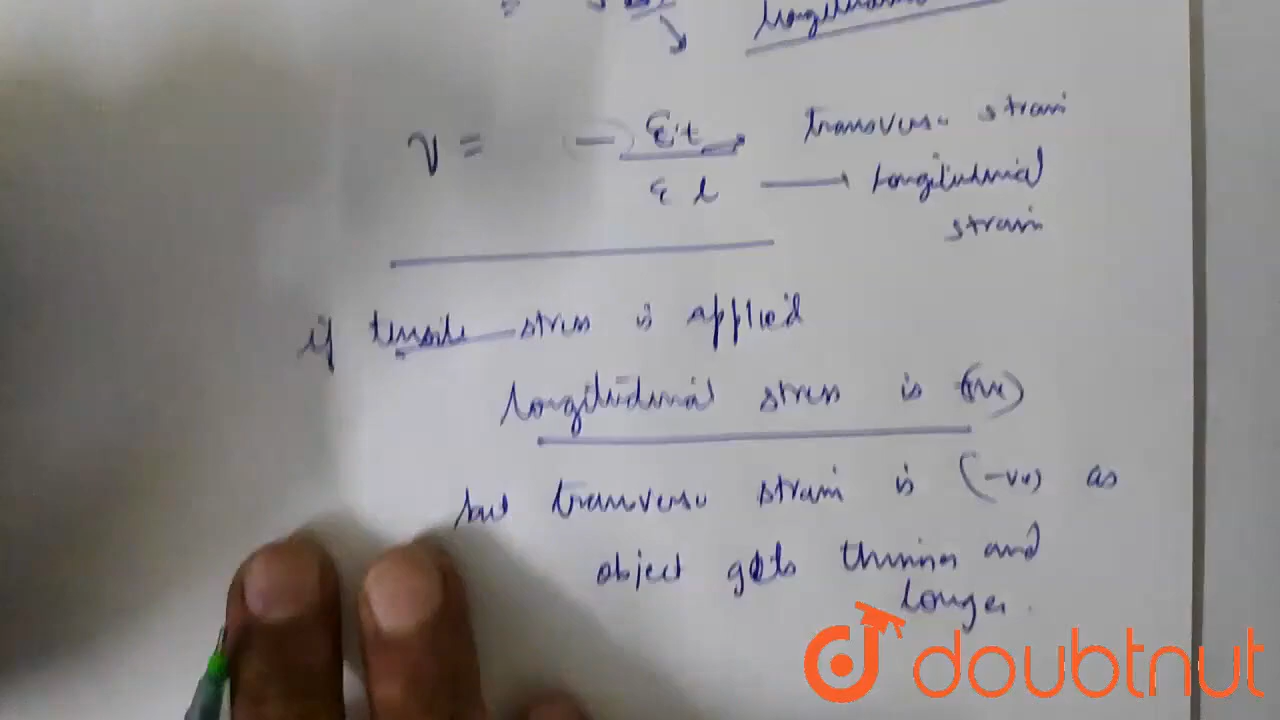 longitudinal
ν = - εt → transverse strain
εl → Longitudinal
strain
if tensile stress is applied
longitudinal stress is (+ve)
but transverse strain is (-ve) as
object gets thinner and
longer.
doubtnut